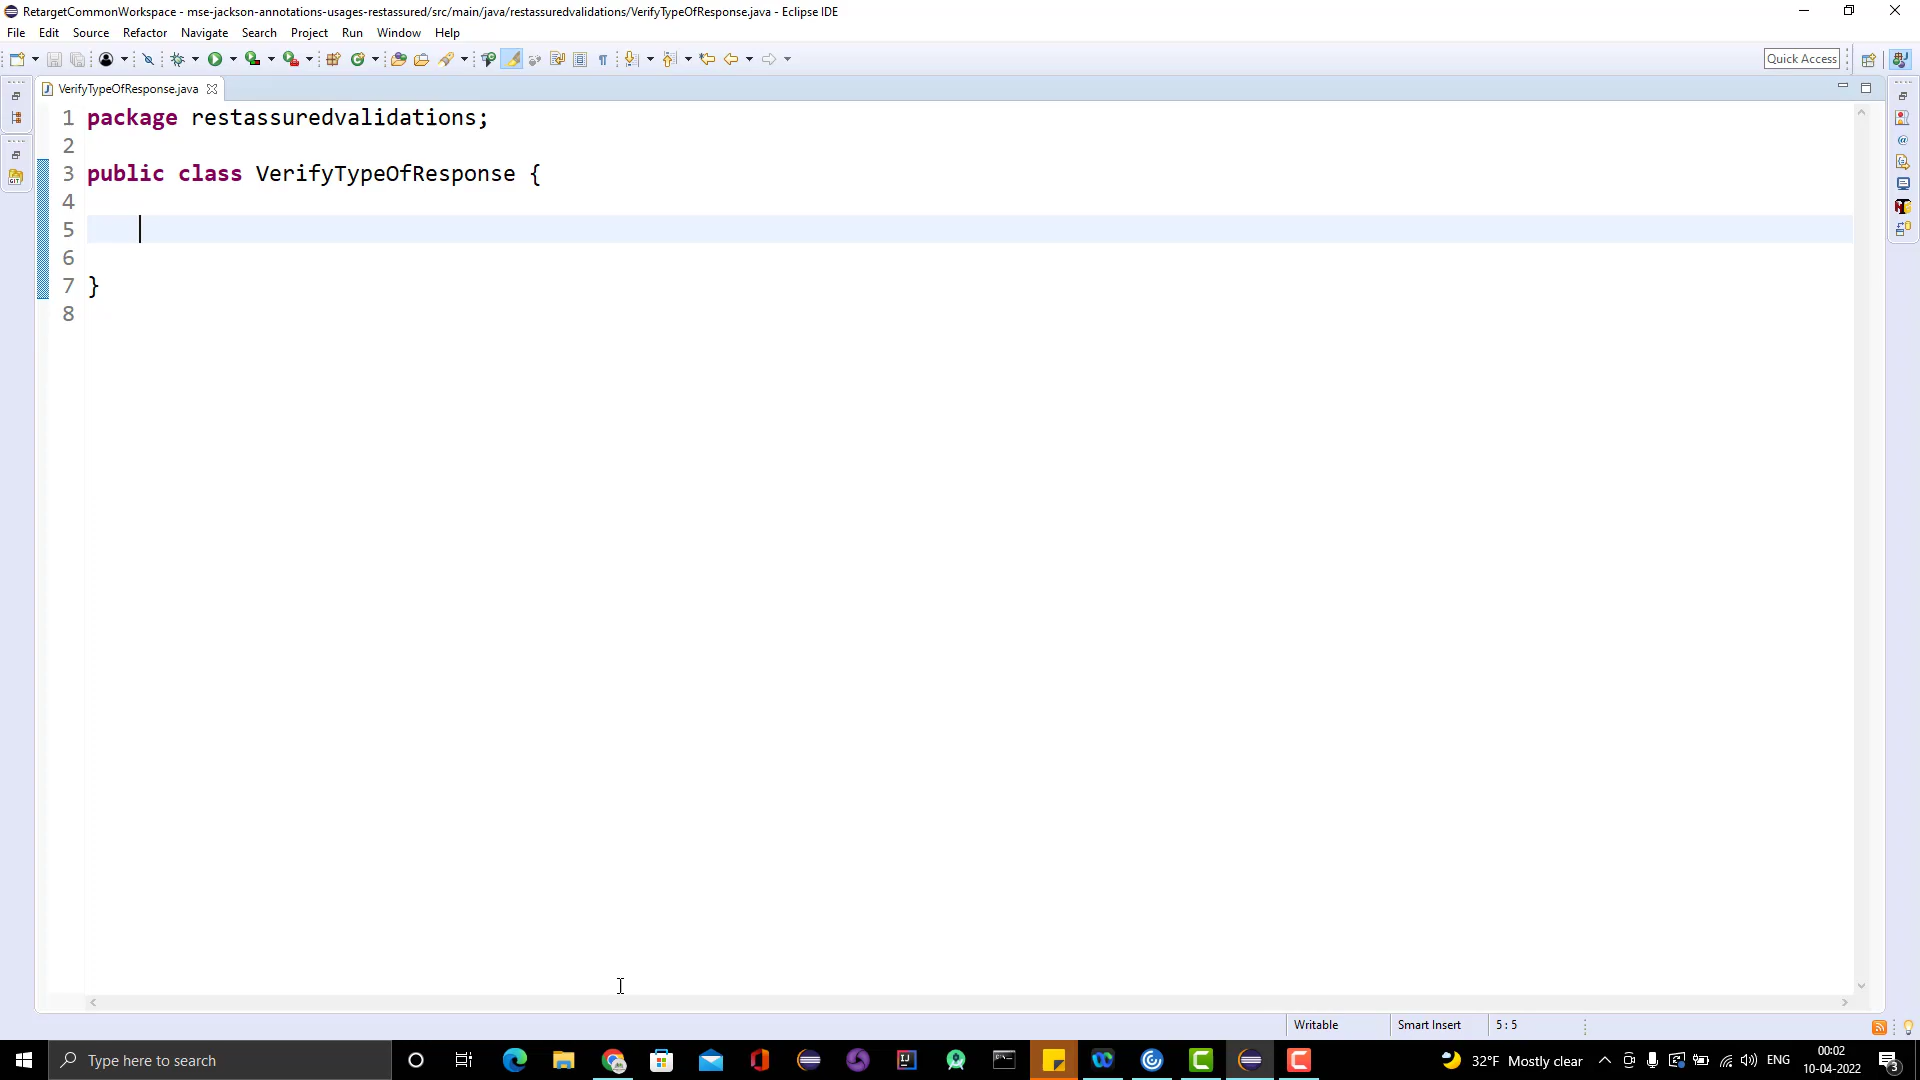 RetargetCommonWorkspace - mse-jackson-annotations-usages-restassured/src/main/java/restassuredvalidations/VerifyTypeOfResponse.java - Eclipse IDE
File Edit Source Refactor Navigate Search Project Run Window Help
Quick Access
VerifyTypeOfResponse.java
1 package restassuredvalidations;
2
3 public class VerifyTypeOfResponse {
4
5
6
7 }
8
Writable Smart Insert 5 : 5
Type here to search
32°F Mostly clear
ENG
00:02
10-04-2022
3